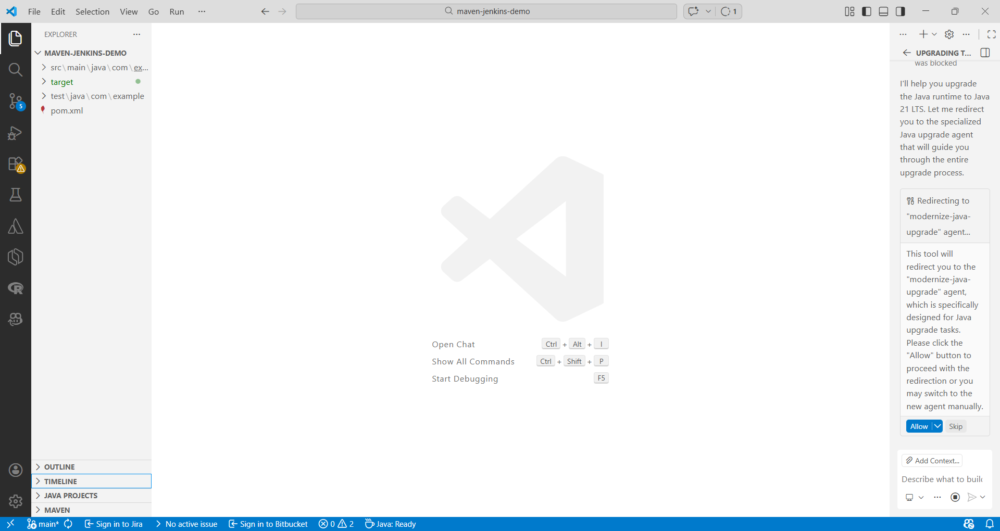 File Edit Selection View Go Run ···
maven-jenkins-demo
1
EXPLORER
MAVEN-JENKINS-DEMO
src\main\java\com\ex...
target
test\java\com\example
pom.xml
5
Open Chat Ctrl + Alt + I
Show All Commands Ctrl + Shift + P
Start Debugging F5
OUTLINE
TIMELINE
JAVA PROJECTS
MAVEN
UPGRADING T...
was blocked
I'll help you upgrade
the Java runtime to Java
21 LTS. Let me redirect
you to the specialized
Java upgrade agent
that will guide you
through the entire
upgrade process.
Redirecting to
"modernize-java-
upgrade" agent...
This tool will
redirect you to the
"modernize-java-
upgrade" agent,
which is specifically
designed for Java
upgrade tasks.
Please click the
"Allow" button to
proceed with the
redirection or you
may switch to the
new agent manually.
Allow Skip
Add Context...
Describe what to builc
main* Sign in to Jira No active issue Sign in to Bitbucket 0 2 Java: Ready